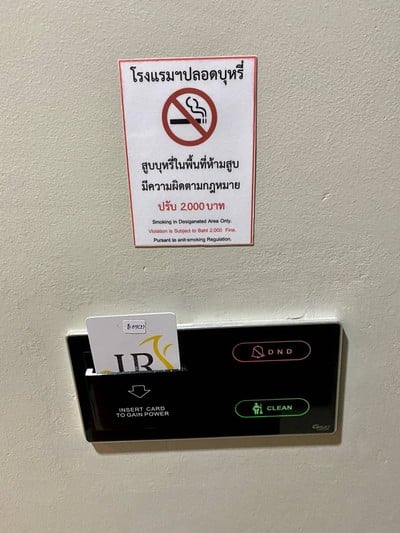 โรงแรมฯปลอดบุหรี่
สูบบุหรี่ในพื้นที่ห้ามสูบ
มีความผิดตามกฎหมาย
ปรับ 2,000 บาท
Smoking in Desiganated Area Only.
Violation is Subject to Baht 2,000 Fine.
Pursant to anti-smoking Regulation.
INSERT CARD
TO GAIN POWER
DND
CLEAN